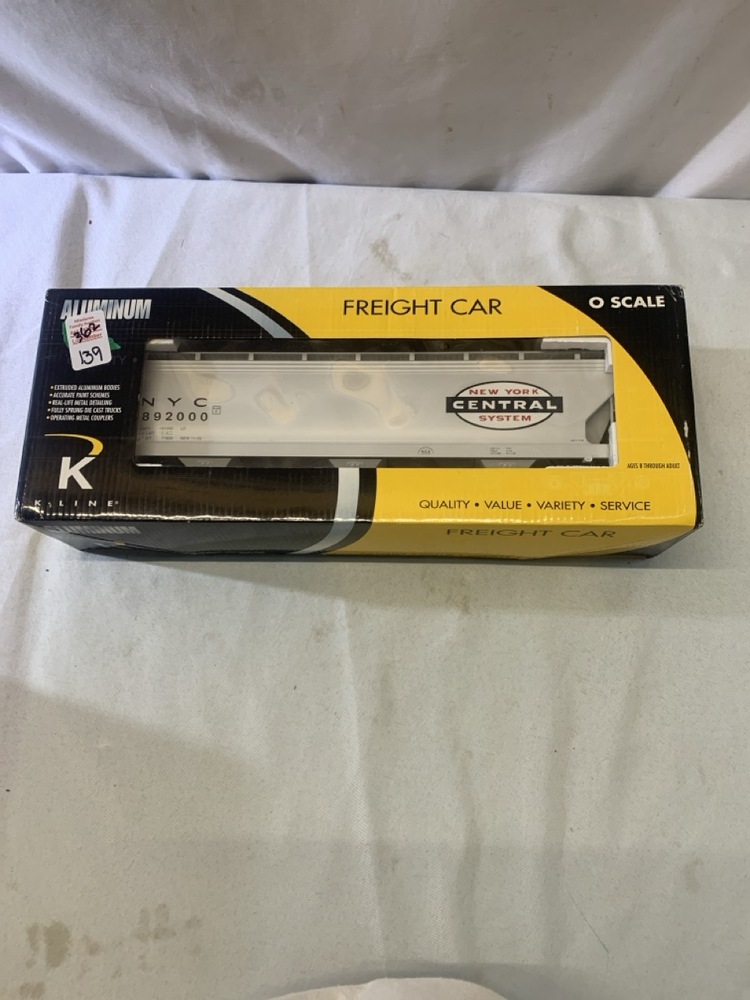 ALUMINUM
FREIGHT CAR
O SCALE
362
139
• EXTRUDED ALUMINUM BODIES
• ACCURATE PAINT SCHEMES
• REAL-LIFE METAL DETAILING
• FULLY SPRUNG DIE CAST TRUCKS
• OPERATING METAL COUPLERS
NYC
892000
NEW YORK
CENTRAL
SYSTEM
K
K-LINE
AGES 8 THROUGH ADULT
QUALITY • VALUE • VARIETY • SERVICE
ALUMINUM
FREIGHT CAR